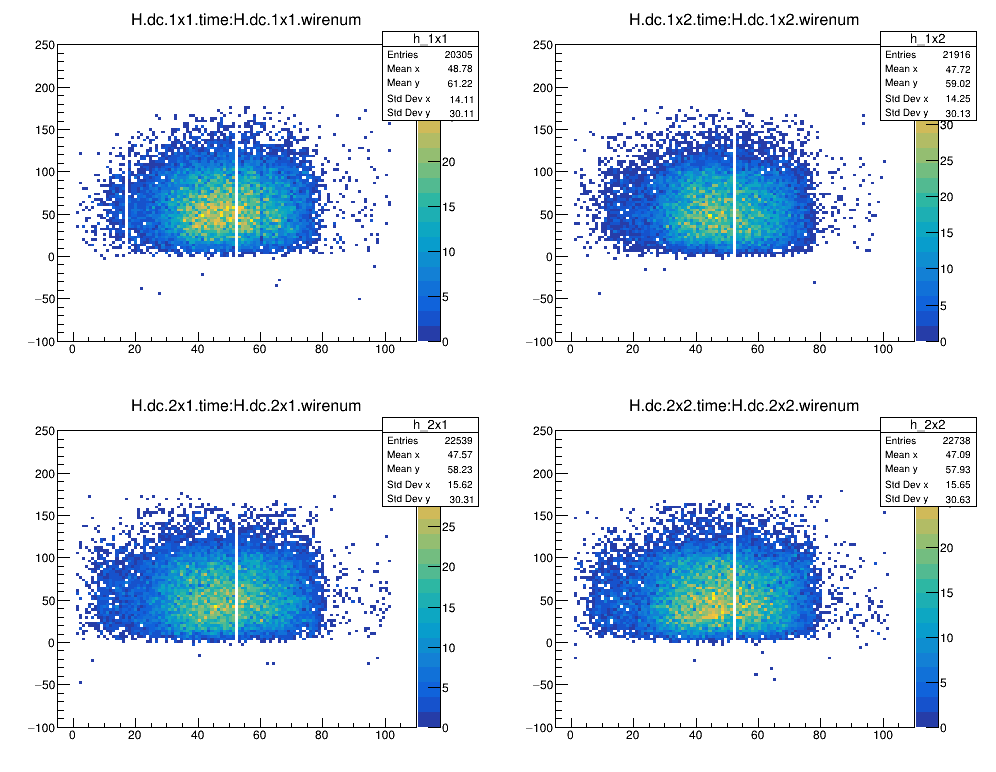 H.dc.1x1.time:H.dc.1x1.wirenum
h_1x1
Entries 20305
Mean x 48.78
Mean y 61.22
Std Dev x 14.11
Std Dev y 30.11
250
200
150
100
50
0
−50
−100
0 20 40 60 80 100
20
15
10
5
0
H.dc.1x2.time:H.dc.1x2.wirenum
h_1x2
Entries 21916
Mean x 47.72
Mean y 59.02
Std Dev x 14.25
Std Dev y 30.13
250
200
150
100
50
0
−50
−100
0 20 40 60 80 100
30
25
20
15
10
5
0
H.dc.2x1.time:H.dc.2x1.wirenum
h_2x1
Entries 22539
Mean x 47.57
Mean y 58.23
Std Dev x 15.62
Std Dev y 30.31
250
200
150
100
50
0
−50
−100
0 20 40 60 80 100
25
20
15
10
5
0
H.dc.2x2.time:H.dc.2x2.wirenum
h_2x2
Entries 22738
Mean x 47.09
Mean y 57.93
Std Dev x 15.65
Std Dev y 30.63
250
200
150
100
50
0
−50
−100
0 20 40 60 80 100
20
15
10
5
0